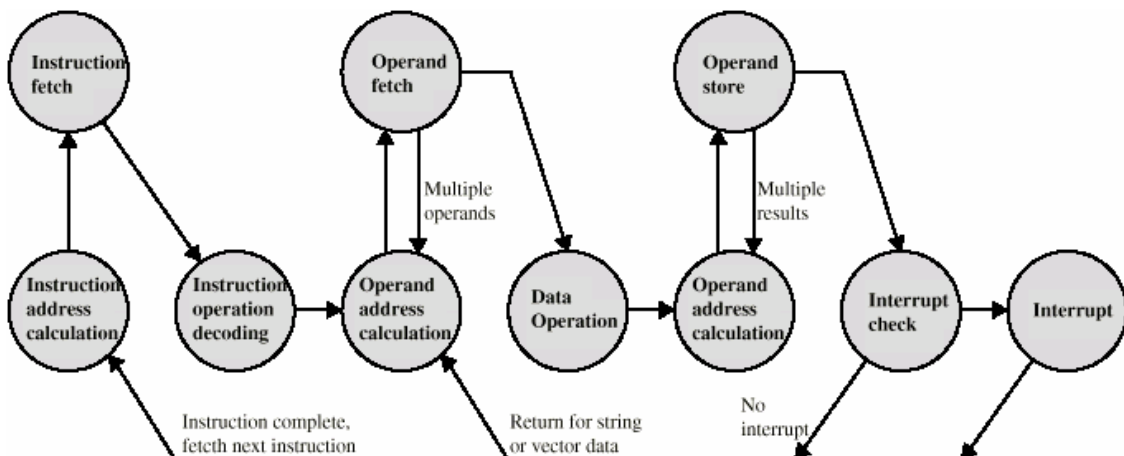 Instruction
fetch
Operand
fetch
Operand
store
Multiple
operands
Multiple
results
Instruction
address
calculation
Instruction
operation
decoding
Operand
address
calculation
Data
Operation
Operand
address
calculation
Interrupt
check
Interrupt
Instruction complete,
fetcth next instruction
Return for string
or vector data
No
interrupt